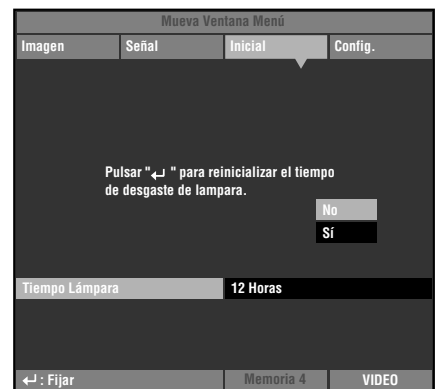 Mueva Ventana Menú
Imagen Señal Inicial Config.
Pulsar "↵ " para reinicializar el tiempo
de desgaste de lampara.
No
Sí
Tiempo Lámpara 12 Horas
↵ : Fijar Memoria 4 VIDEO